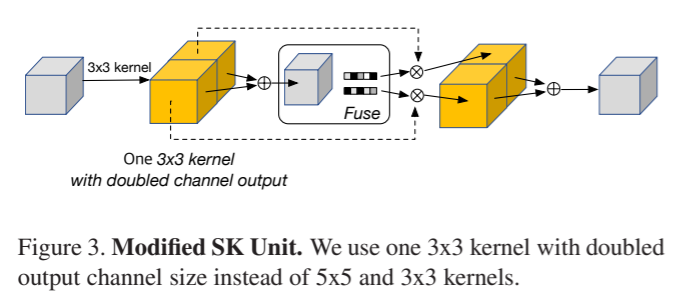 3x3 kernel
Fuse
One 3x3 kernel
with doubled channel output
Figure 3. Modified SK Unit. We use one 3x3 kernel with doubled
output channel size instead of 5x5 and 3x3 kernels.